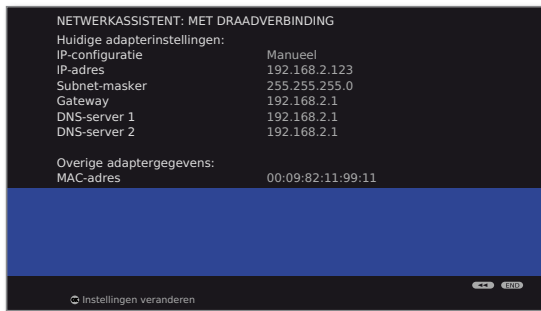 NETWERKASSISTENT: MET DRAADVERBINDING
Huidige adapterinstellingen:
IP-configuratie Manueel
IP-adres 192.168.2.123
Subnet-masker 255.255.255.0
Gateway 192.168.2.1
DNS-server 1 192.168.2.1
DNS-server 2 192.168.2.1
Overige adaptergegevens:
MAC-adres 00:09:82:11:99:11
END
OK Instellingen veranderen